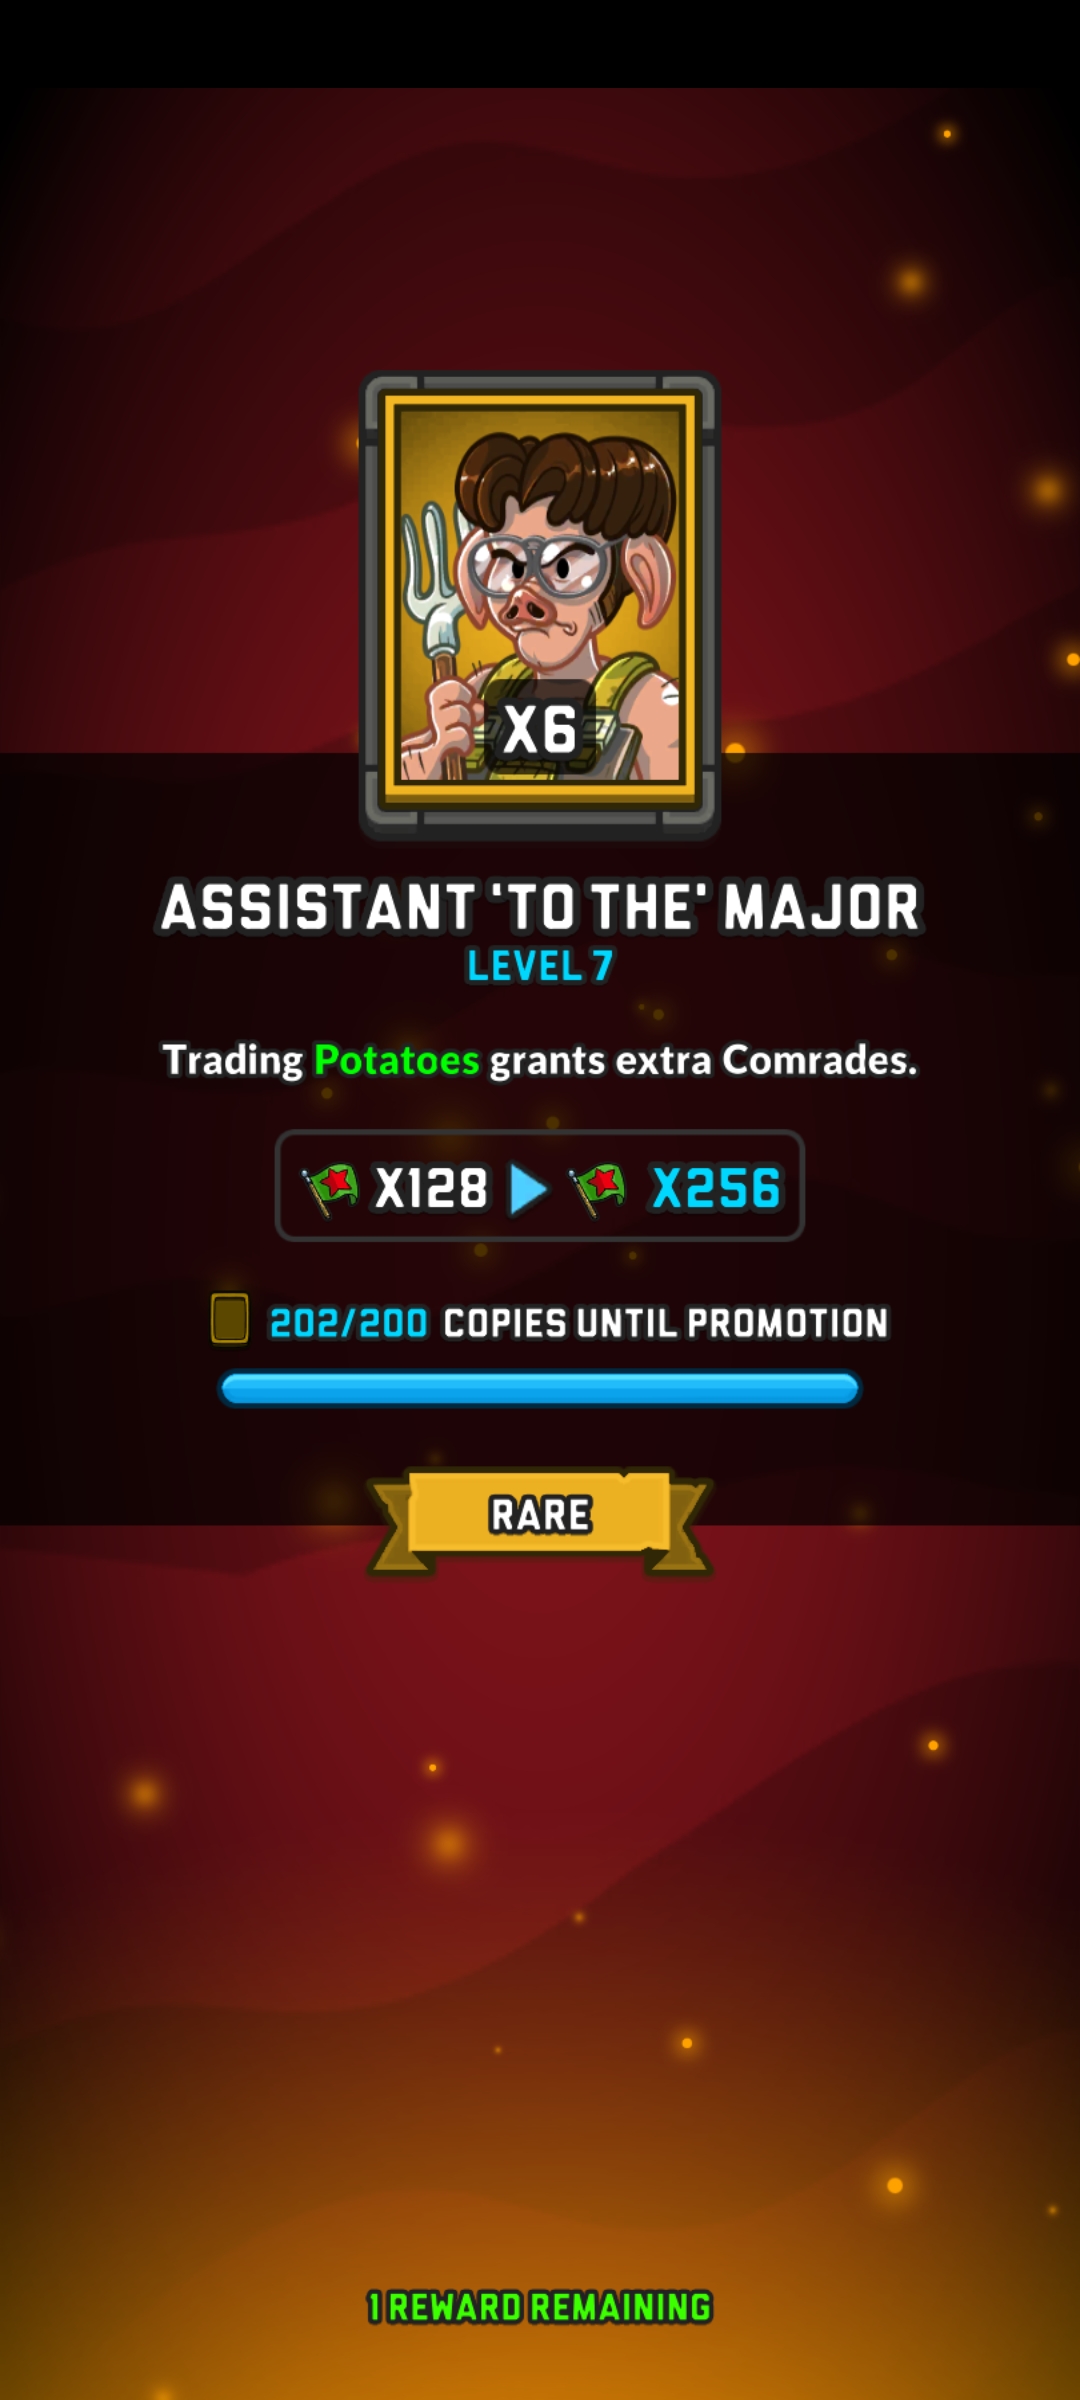 X6
ASSISTANT 'TO THE' MAJOR
LEVEL 7
Trading Potatoes grants extra Comrades.
X128 X256
202/200 COPIES UNTIL PROMOTION
RARE
1 REWARD REMAINING